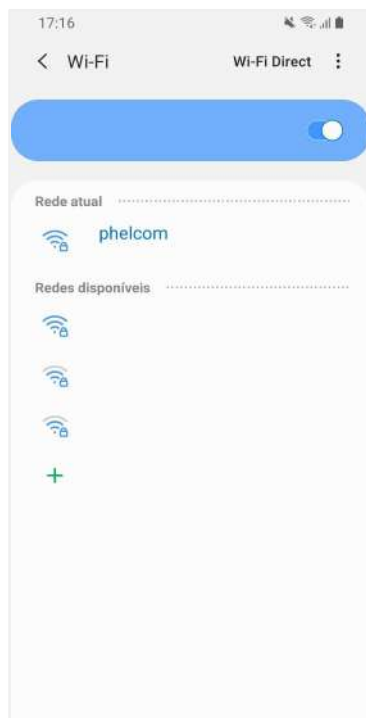 17:16
Wi-Fi
Wi-Fi Direct
Rede atual
phelcom
Redes disponíveis